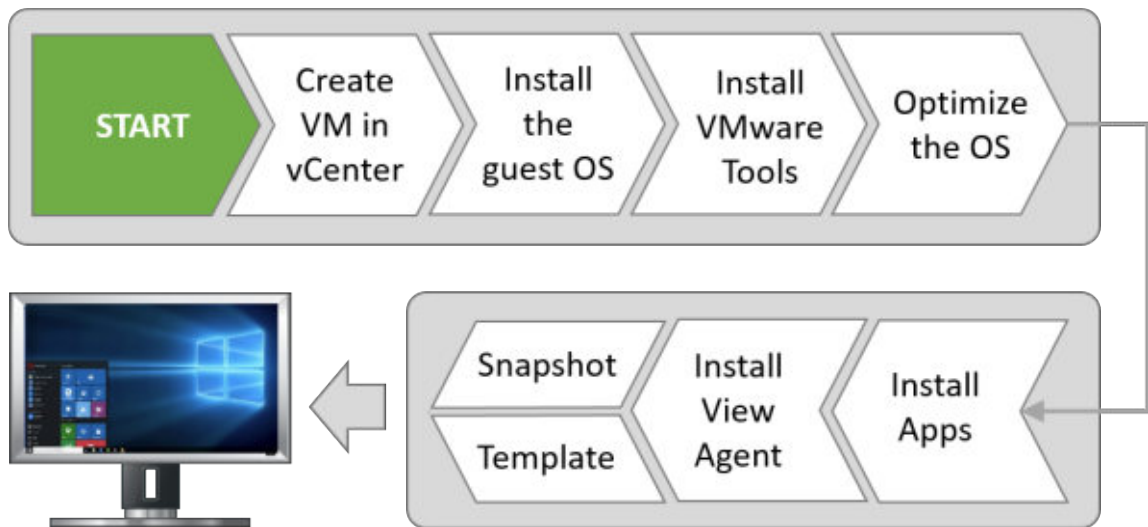 START
Create
VM in
vCenter
Install
the
guest OS
Install
VMware
Tools
Optimize
the OS
Install
Apps
Install
View
Agent
Snapshot
Template